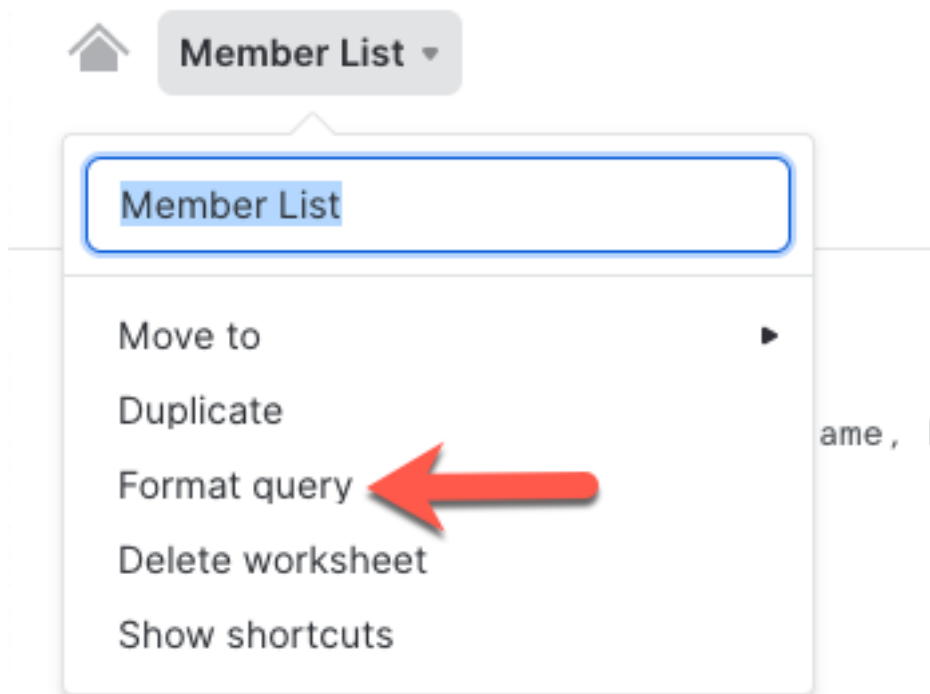 Member List
Member List
Move to
Duplicate
ame,
Format query
Delete worksheet
Show shortcuts